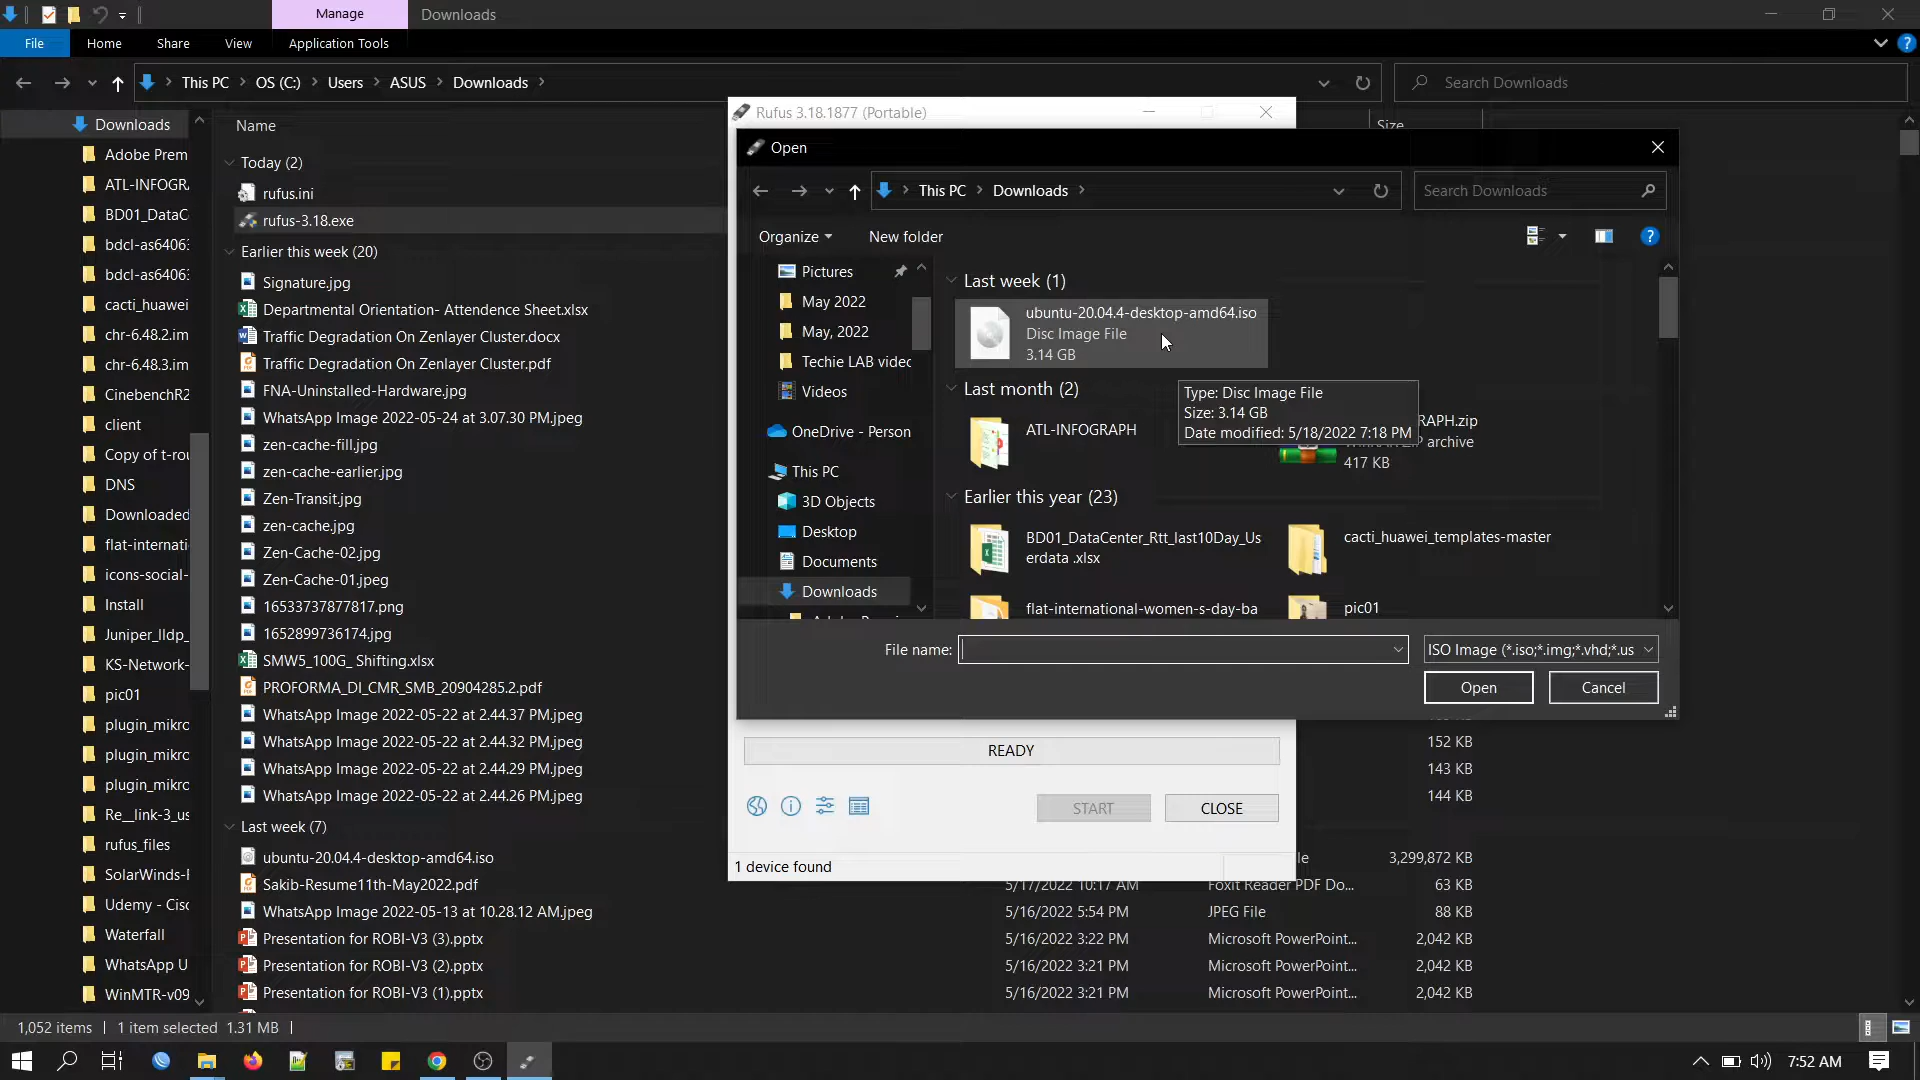 Manage
Downloads
File
Home
Share
View
Application Tools
This PC
OS (C:)
Users
ASUS
Downloads
Search Downloads
Downloads
Adobe Prem
ATL-INFOGRA
BD01_DataC
bdcl-as64063
bdcl-as64063
cacti_huawei
chr-6.48.2.im
chr-6.48.3.im
CinebenchR2
client
Copy of t-rou
DNS
Downloaded
flat-internati
icons-social-
Install
Juniper_lldp_
KS-Network-
pic01
plugin_mikro
plugin_mikro
plugin_mikro
Re__link-3_us
rufus_files
SolarWinds-F
Udemy - Cisc
Waterfall
WhatsApp U
WinMTR-v09
Name
Size
Today (2)
rufus.ini
rufus-3.18.exe
Earlier this week (20)
Signature.jpg
Departmental Orientation- Attendence Sheet.xlsx
Traffic Degradation On Zenlayer Cluster.docx
Traffic Degradation On Zenlayer Cluster.pdf
FNA-Uninstalled-Hardware.jpg
WhatsApp Image 2022-05-24 at 3.07.30 PM.jpeg
zen-cache-fill.jpg
zen-cache-earlier.jpg
Zen-Transit.jpg
zen-cache.jpg
Zen-Cache-02.jpg
Zen-Cache-01.jpeg
16533737877817.png
1652899736174.jpg
SMW5_100G_ Shifting.xlsx
PROFORMA_DI_CMR_SMB_20904285.2.pdf
WhatsApp Image 2022-05-22 at 2.44.37 PM.jpeg
WhatsApp Image 2022-05-22 at 2.44.32 PM.jpeg 152 KB
WhatsApp Image 2022-05-22 at 2.44.29 PM.jpeg 143 KB
WhatsApp Image 2022-05-22 at 2.44.26 PM.jpeg 144 KB
Last week (7)
ubuntu-20.04.4-desktop-amd64.iso le 3,299,872 KB
Sakib-Resume11th-May2022.pdf 5/17/2022 10:17 AM Foxit Reader PDF Do... 63 KB
WhatsApp Image 2022-05-13 at 10.28.12 AM.jpeg 5/16/2022 5:54 PM JPEG File 88 KB
Presentation for ROBI-V3 (3).pptx 5/16/2022 3:22 PM Microsoft PowerPoint... 2,042 KB
Presentation for ROBI-V3 (2).pptx 5/16/2022 3:21 PM Microsoft PowerPoint... 2,042 KB
Presentation for ROBI-V3 (1).pptx 5/16/2022 3:21 PM Microsoft PowerPoint... 2,042 KB
Rufus 3.18.1877 (Portable)
Open
This PC
Downloads
Search Downloads
Organize
New folder
Pictures
May 2022
May, 2022
Techie LAB videc
Videos
OneDrive - Person
This PC
3D Objects
Desktop
Documents
Downloads
Last week (1)
ubuntu-20.04.4-desktop-amd64.iso
Disc Image File
3.14 GB
Last month (2)
Type: Disc Image File
Size: 3.14 GB
Date modified: 5/18/2022 7:18 PM
ATL-INFOGRAPH
RAPH.zip
archive
417 KB
Earlier this year (23)
BD01_DataCenter_Rtt_last10Day_Us
erdata .xlsx
cacti_huawei_templates-master
flat-international-women-s-day-ba
pic01
File name:
ISO Image (*.iso;*.img;*.vhd;*.us
Open
Cancel
READY
START
CLOSE
1 device found
1,052 items
1 item selected 1.31 MB
7:52 AM